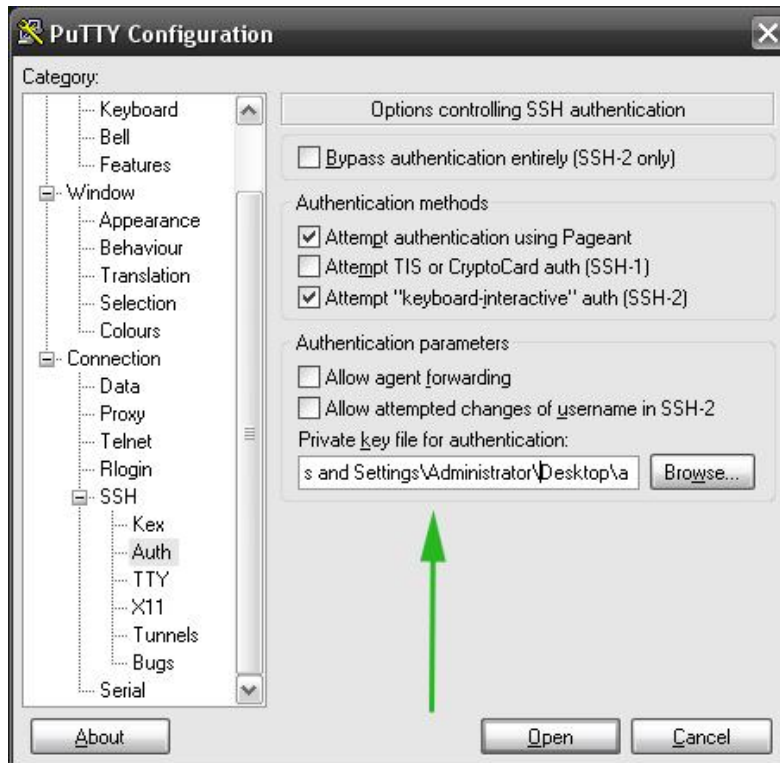 PuTTY Configuration
Category:
Keyboard
Bell
Features
Window
Appearance
Behaviour
Translation
Selection
Colours
Connection
Data
Proxy
Telnet
Rlogin
SSH
Kex
Auth
TTY
X11
Tunnels
Bugs
Serial
Options controlling SSH authentication
Bypass authentication entirely (SSH-2 only)
Authentication methods
Attempt authentication using Pageant
Attempt TIS or CryptoCard auth (SSH-1)
Attempt "keyboard-interactive" auth (SSH-2)
Authentication parameters
Allow agent forwarding
Allow attempted changes of username in SSH-2
Private key file for authentication:
s and Settings\Administrator\Desktop\a
Browse...
About
Open
Cancel